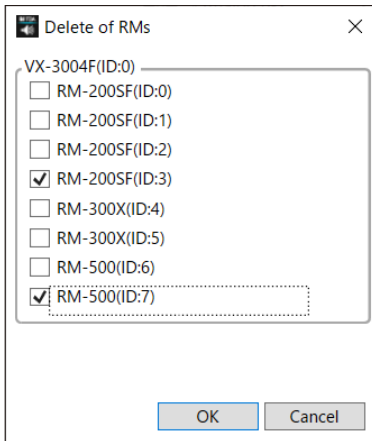 Delete of RMs
VX-3004F(ID:0)
RM-200SF(ID:0)
RM-200SF(ID:1)
RM-200SF(ID:2)
RM-200SF(ID:3)
RM-300X(ID:4)
RM-300X(ID:5)
RM-500(ID:6)
RM-500(ID:7)
OK Cancel